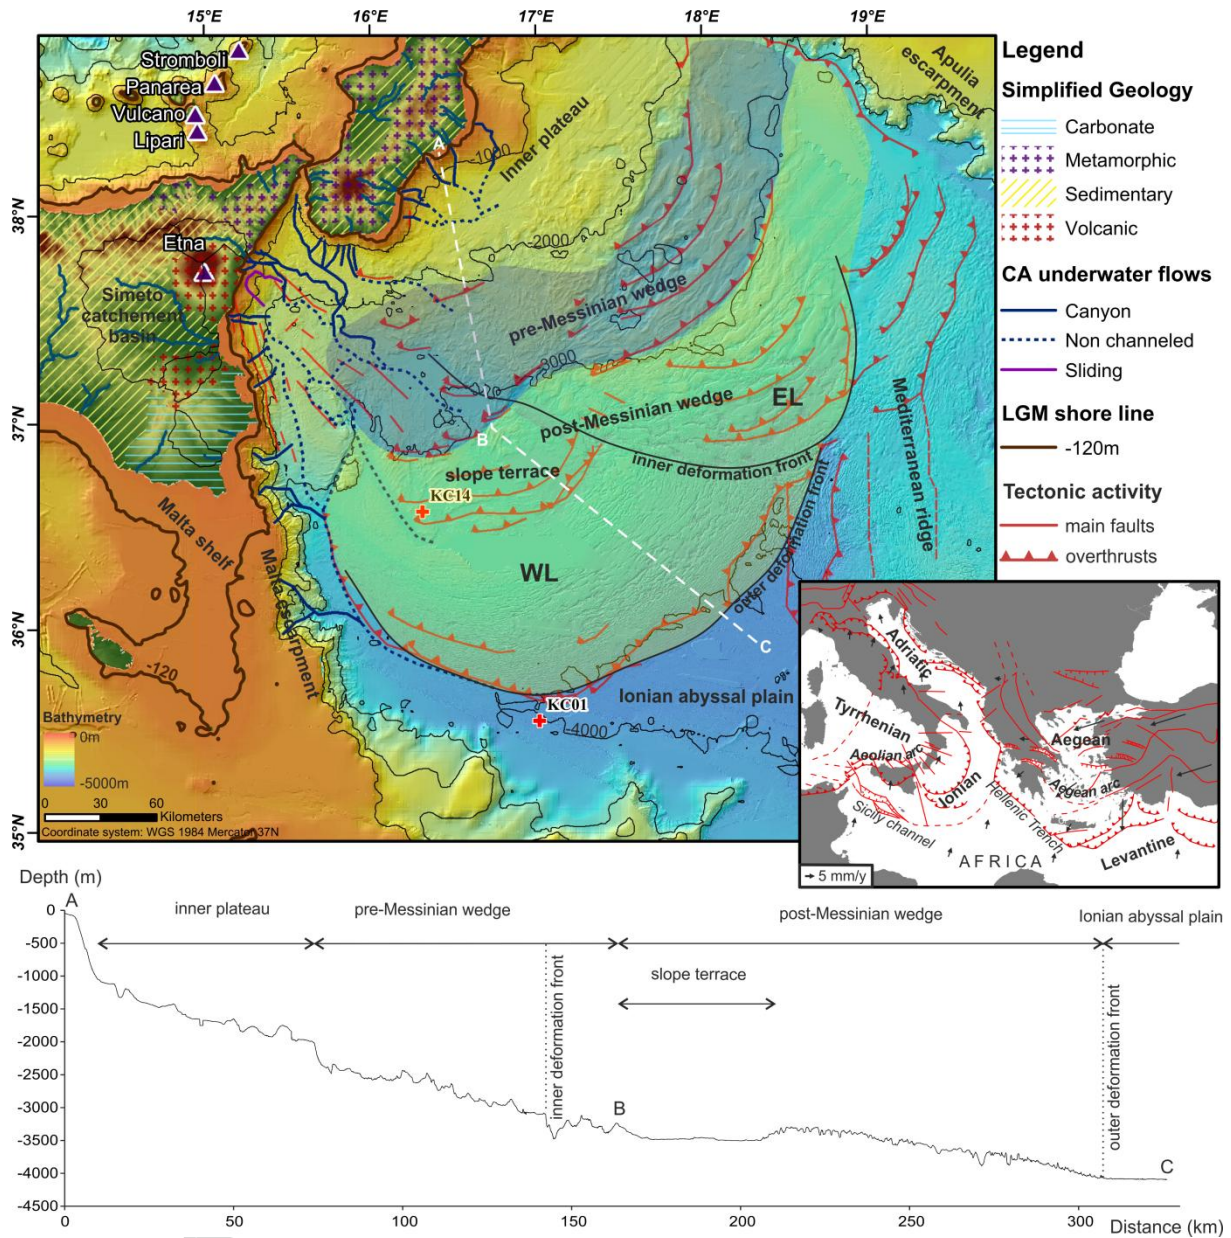 15°E 16°E 17°E 18°E 19°E
38°N
37°N
36°N
35°N
Stromboli
Panarea
Vulcano
Lipari
Etna
Simeto
catchement
basin
A
-1000
Inner plateau
-2000
Apulia
escarpment
pre-Messinian wedge
-3000
post-Messinian wedge
EL
B
inner deformation front
slope terrace
KC14
WL
outer deformation front
Mediterranean ridge
Malta shelf
Malta escarpment
C
-120
Ionian abyssal plain
KC01
-4000
Bathymetry
0m
-5000m
0 30 60
Kilometers
Coordinate system: WGS 1984 Mercator 37N
Legend
Simplified Geology
Carbonate
Metamorphic
Sedimentary
Volcanic
CA underwater flows
Canyon
Non channeled
Sliding
LGM shore line
-120m
Tectonic activity
main faults
overthrusts
Adriatic
Tyrrhenian
Aeolian arc
Aegean
Aegean arc
Ionian
Sicily channel
Hellenic Trench
AFRICA
Levantine
5 mm/y
Depth (m)
A
inner plateau
pre-Messinian wedge
post-Messinian wedge
Ionian abyssal plain
slope terrace
inner deformation front
outer deformation front
B
C
0
-500
-1000
-1500
-2000
-2500
-3000
-3500
-4000
-4500
0 50 100 150 200 250 300
Distance (km)